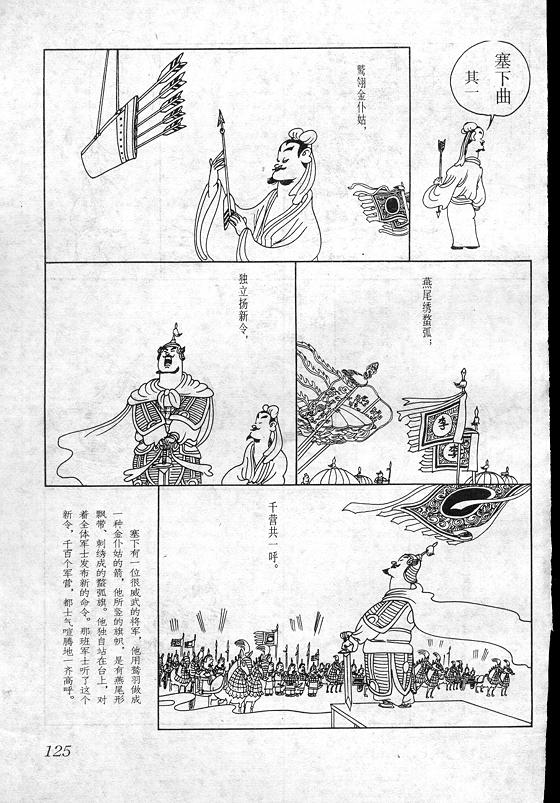 塞下曲
其一
鹫翎金仆姑，
燕尾绣蝥弧；
独立扬新令，
千营共一呼。
塞下有一位很威武的将军，他用鹫羽做成
一种金仆姑的箭，他所竖的旗帜，是有燕尾形
飘带、刺绣成的蝥弧旗。他独自站在台上，对
着全体军士发布新的命令。那班军士听了这个
新令，千百个军营，都士气喧腾地一齐高呼。
125